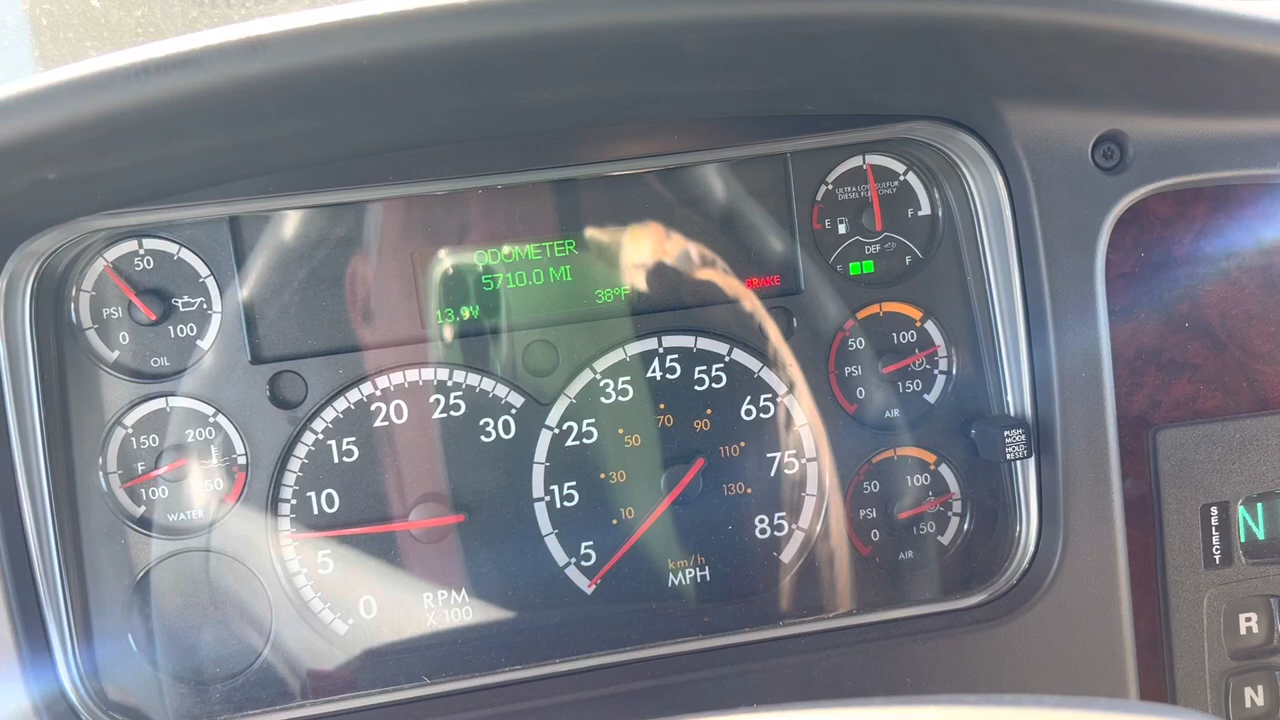 ODOMETER
5710.0 MI
38°F
13.9V
BRAKE
50
PSI
0
100
OIL
150
200
F
100
250
WATER
0
5
10
15
20
25
30
RPM
X 100
5
15
25
35
45
55
65
75
85
10
30
50
70
90
110
130
km/h
MPH
ULTRA LOW SULFUR
DIESEL FUEL ONLY
E
F
DEF
E
F
50
100
PSI
P
0
150
AIR
50
100
PSI
0
150
AIR
PUSH-
MODE
HOLD-
RESET
SELECT
N
R
N